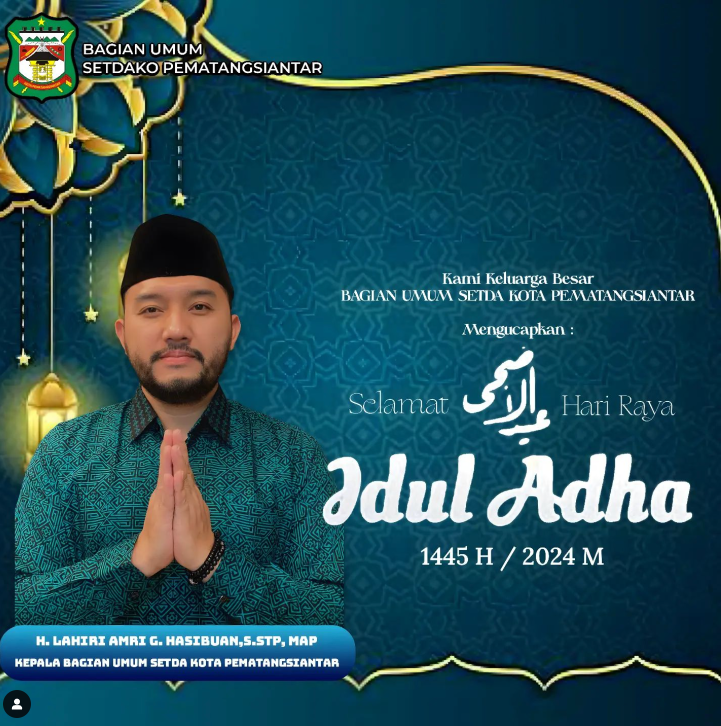 BAGIAN UMUM
SETDAKO PEMATANGSIANTAR
Kami Keluarga Besar
BAGIAN UMUM SETDA KOTA PEMATANGSIANTAR
Mengucapkan :
Selamat عيد الاضحى Hari Raya
Idul Adha
1445 H / 2024 M
H. LAHIRI AMRI G. HASIBUAN,S.STP, MAP
KEPALA BAGIAN UMUM SETDA KOTA PEMATANGSIANTAR